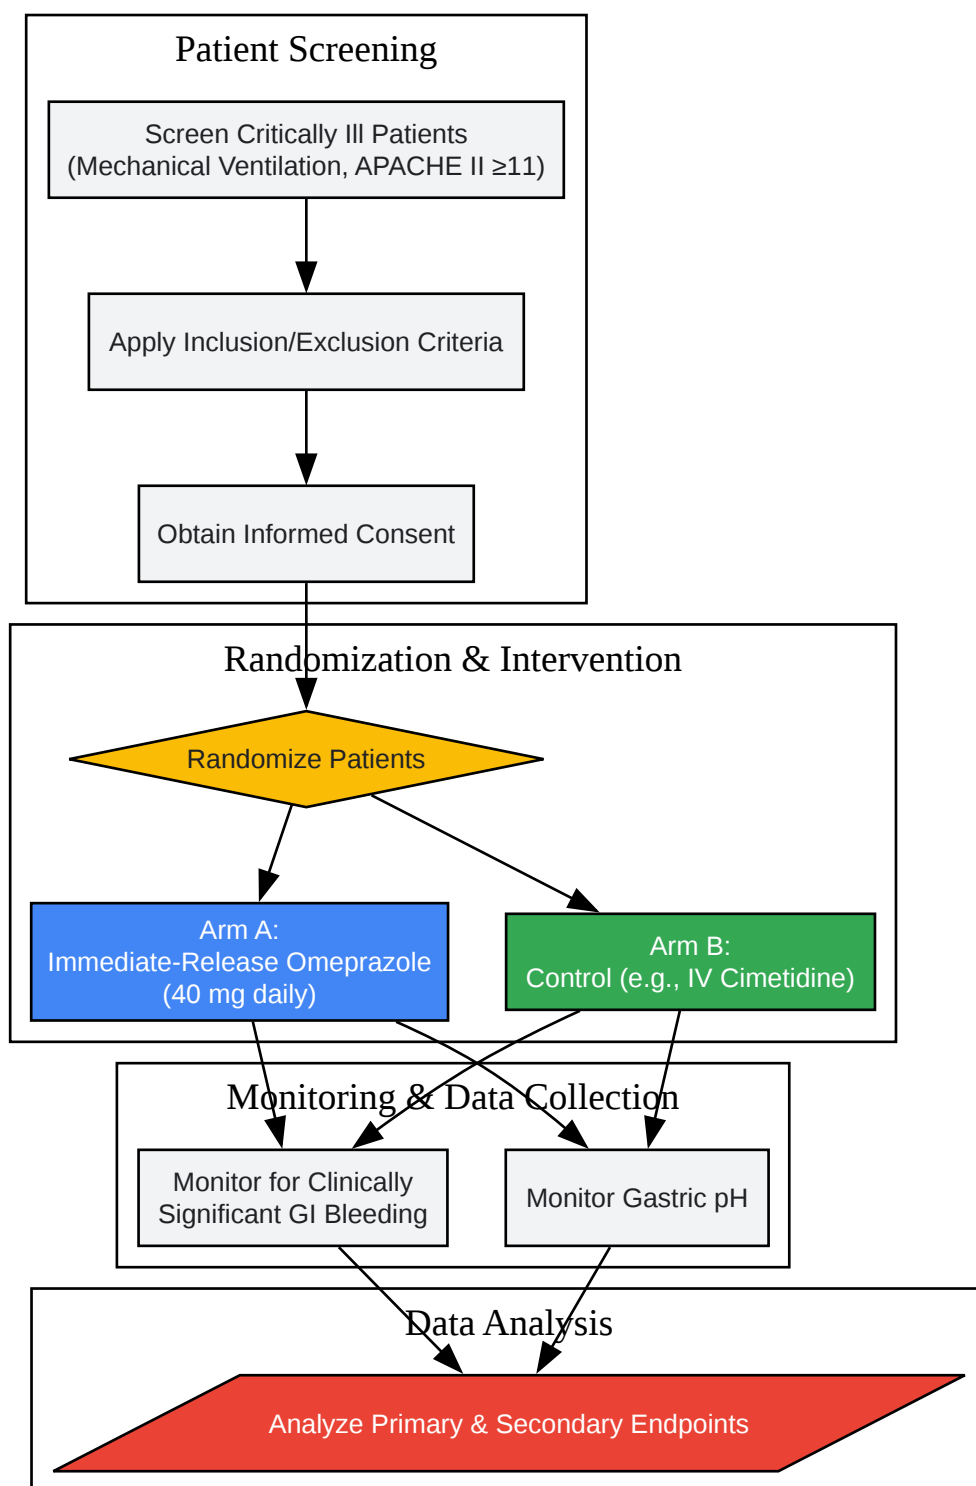 Patient Screening
Screen Critically Ill Patients
(Mechanical Ventilation, APACHE II ≥11)
Apply Inclusion/Exclusion Criteria
Obtain Informed Consent
Randomization & Intervention
Randomize Patients
Arm A:
Immediate-Release Omeprazole
(40 mg daily)
Arm B:
Control (e.g., IV Cimetidine)
Monitoring & Data Collection
Monitor for Clinically
Significant GI Bleeding
Monitor Gastric pH
Data Analysis
Analyze Primary & Secondary Endpoints